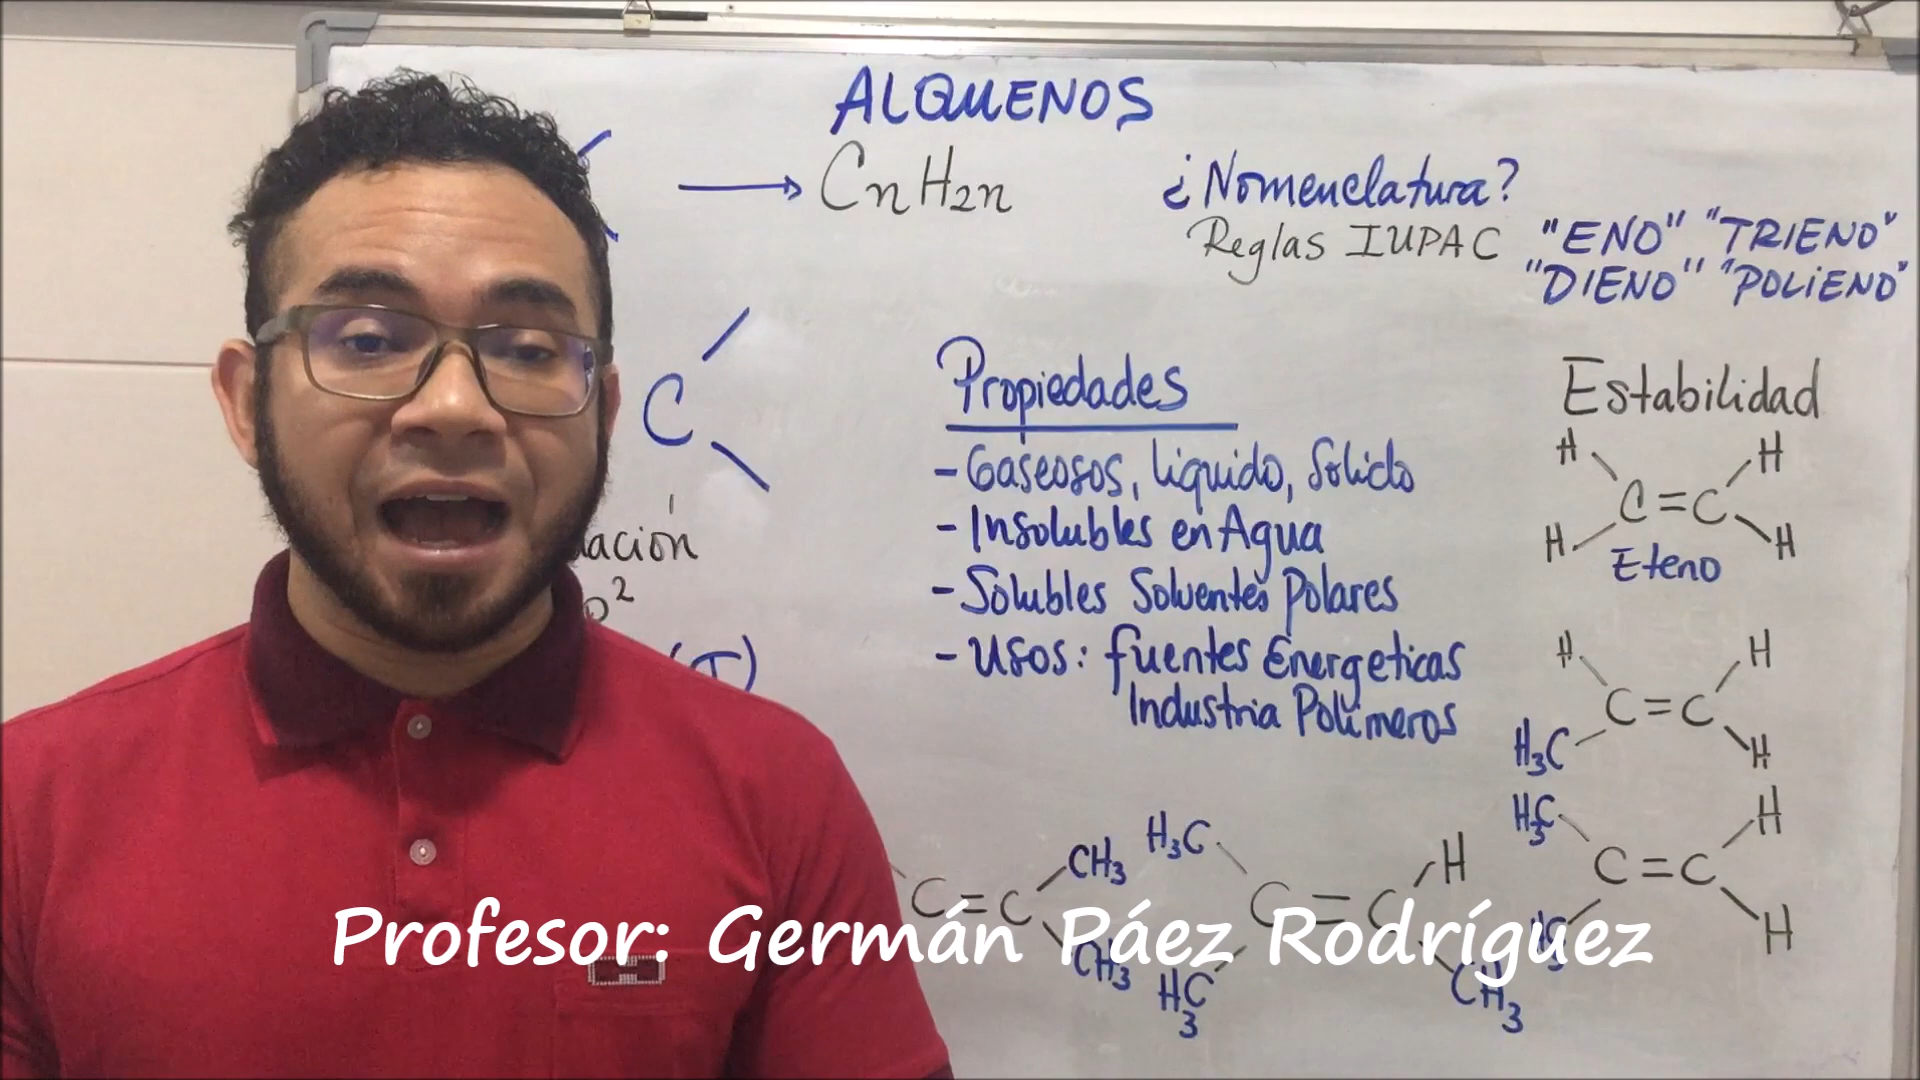 ALQUENOS
CnH2n
¿Nomenclatura?
Reglas IUPAC
"ENO" "TRIENO"
"DIENO" "POLIENO"
C
Propiedades
- Gaseosos, liquido, Solido
- Insolubles en Agua
- Solubles Solventes Polares
- Usos: fuentes Energeticas
Industria Polimeros
Estabilidad
H H
C=C
H H
Eteno
H H
C=C
H3C H
H3C H
C=C
H
CH3
C=C
CH3
H3C H
C=C
H3C CH3
Profesor: Germán Páez Rodríguez